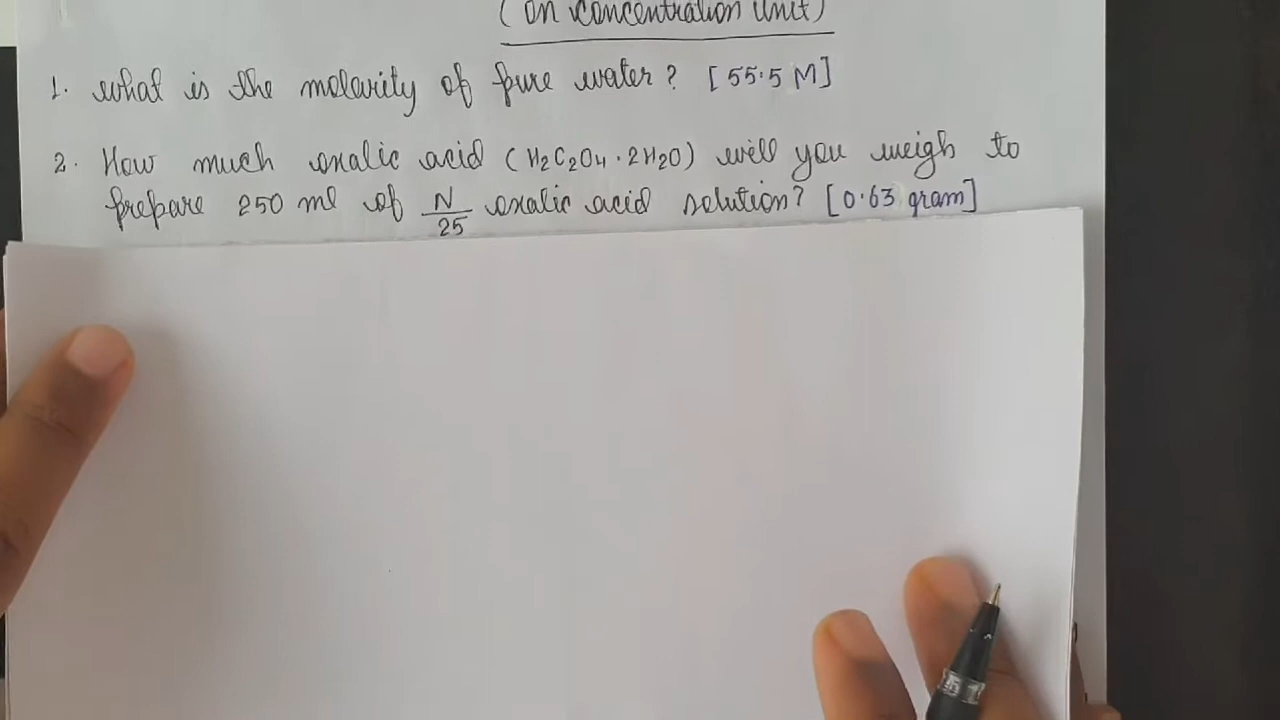 (on concentration unit)
1. what is the molarity of pure water? [55.5 M]
2. How much oxalic acid (H₂C₂O₄·2H₂O) will you weigh to
prepare 250 ml of N/25 oxalic acid solution? [0.63 gram]